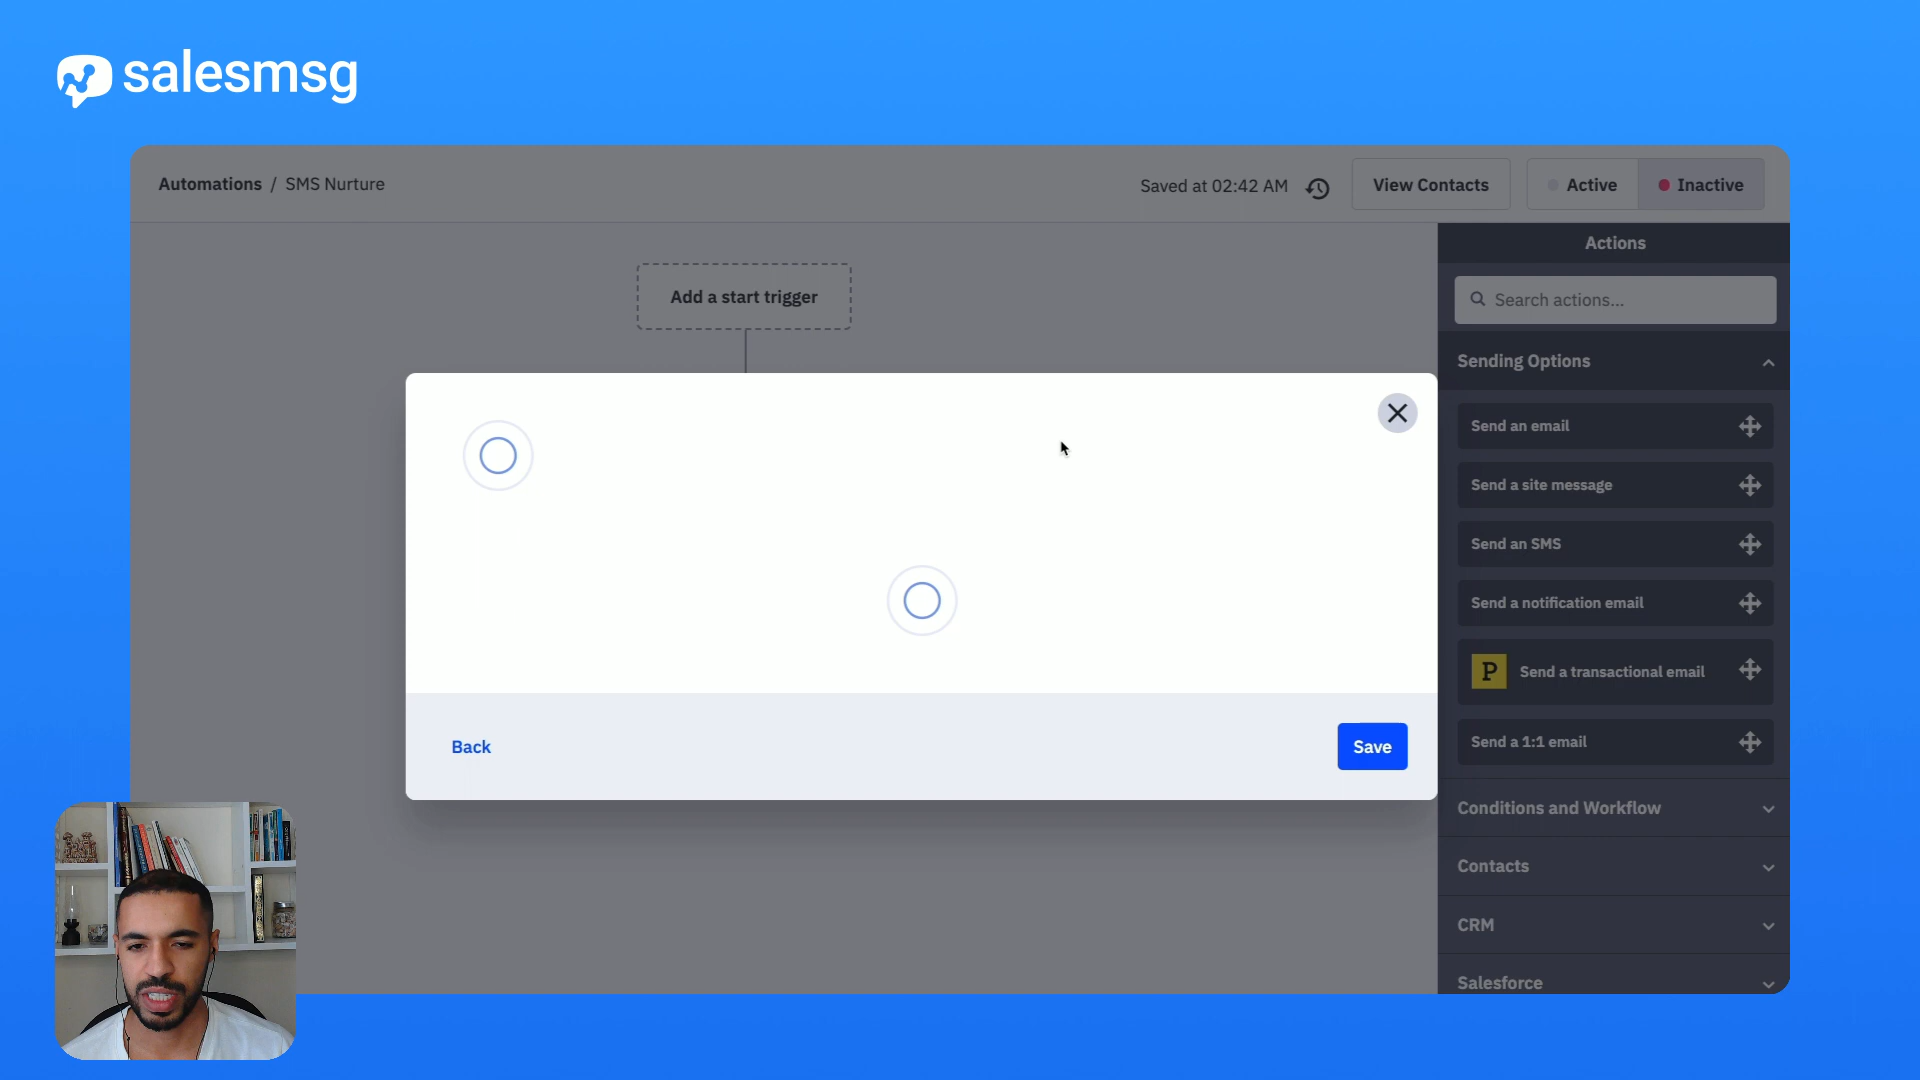 salesmsg
Automations / SMS Nurture
Saved at 02:42 AM
View Contacts
Active
Inactive
Add a start trigger
Actions
Search actions...
Sending Options
Send an email
Send a site message
Send an SMS
Send a notification email
P Send a transactional email
Send a 1:1 email
Conditions and Workflow
Contacts
CRM
Salesforce
Back
Save